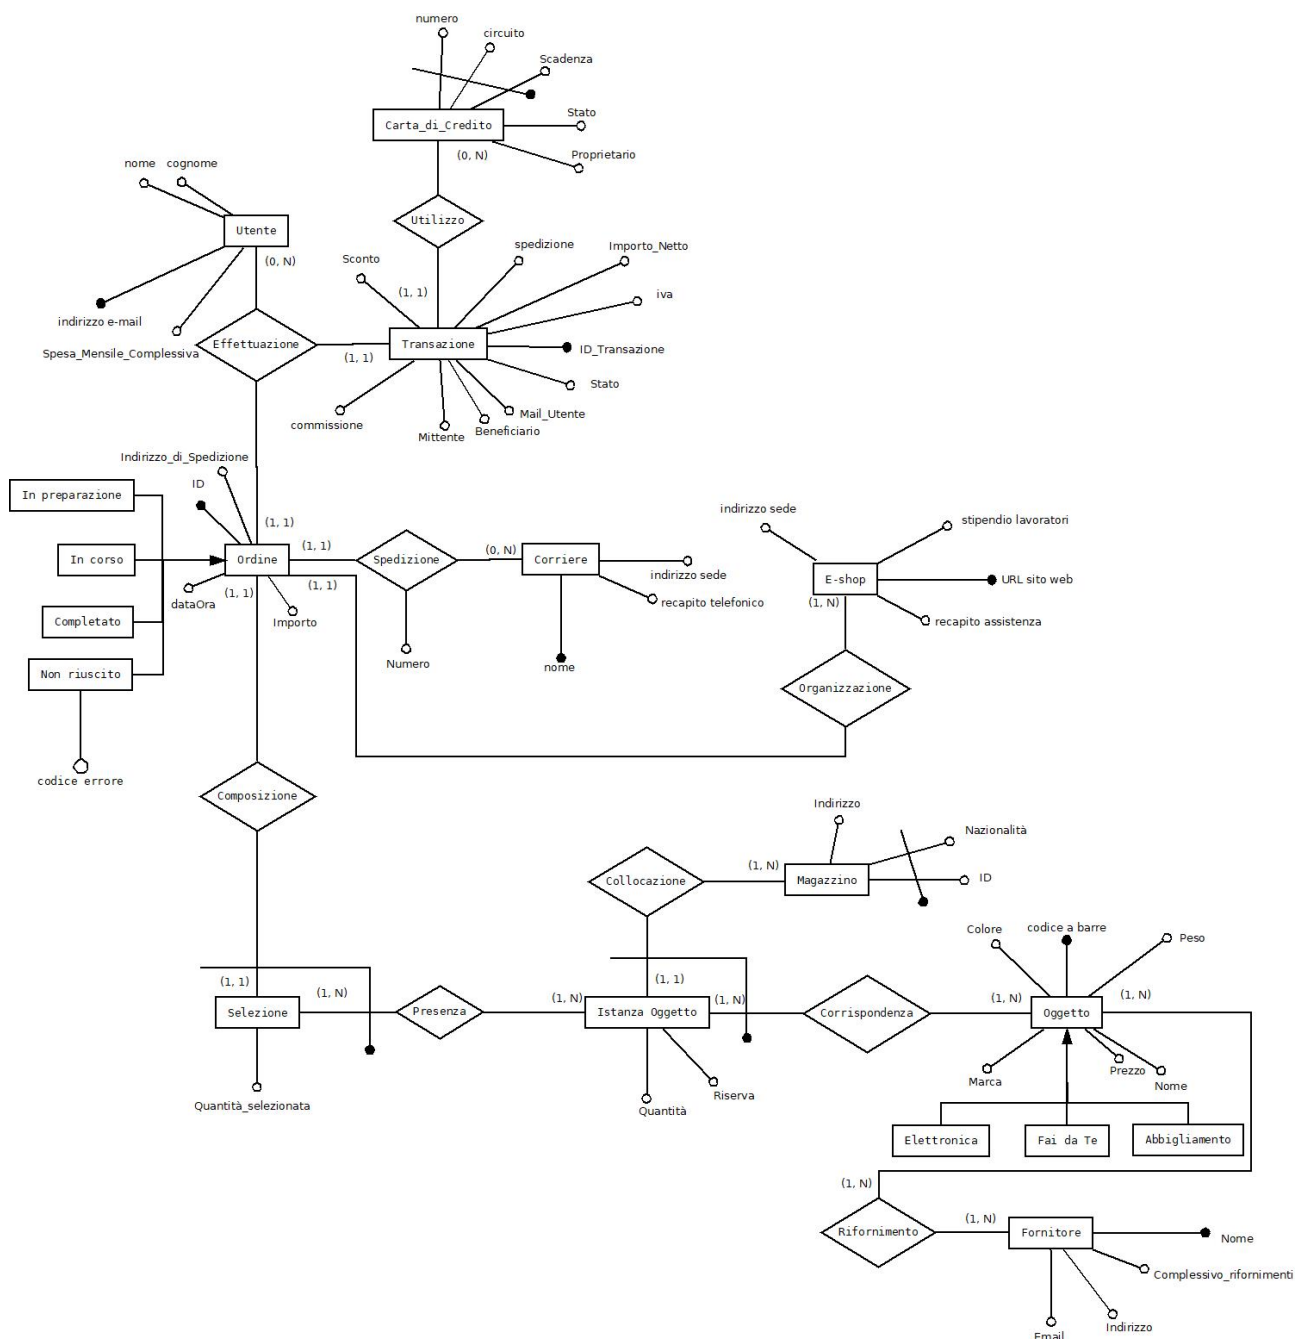 numero
circuito
Scadenza
Carta_di_Credito
Stato
(0, N)
Proprietario
nome cognome
Utente
Utilizzo
(0, N)
Sconto
spedizione
Importo_Netto
(1, 1)
iva
indirizzo e-mail
Spesa_Mensile_Complessiva
Effettuazione
(1, 1)
Transazione
ID_Transazione
Stato
commissione
Mittente
Beneficiario
Mail_Utente
Indirizzo_di_Spedizione
In preparazione
ID
(1, 1)
indirizzo sede
stipendio lavoratori
In corso
Ordine
(1, 1)
Spedizione
(0, N)
Corriere
indirizzo sede
E-shop
URL sito web
(1, 1)
(1, 1)
dataOra
recapito telefonico
(1, N)
recapito assistenza
Completato
Importo
Non riuscito
Numero
nome
Organizzazione
codice errore
Composizione
Indirizzo
Nazionalità
Collocazione
(1, N)
Magazzino
ID
Colore
codice a barre
Peso
(1, 1)
(1, N)
(1, 1)
(1, N)
(1, N)
(1, N)
(1, N)
Selezione
Presenza
Istanza Oggetto
Corrispondenza
Oggetto
Marca
Prezzo
Nome
Quantità_selezionata
Quantità
Riserva
Elettronica
Fai da Te
Abbigliamento
(1, N)
Rifornimento
(1, N)
Fornitore
Nome
Complessivo_rifornimenti
Email
Indirizzo